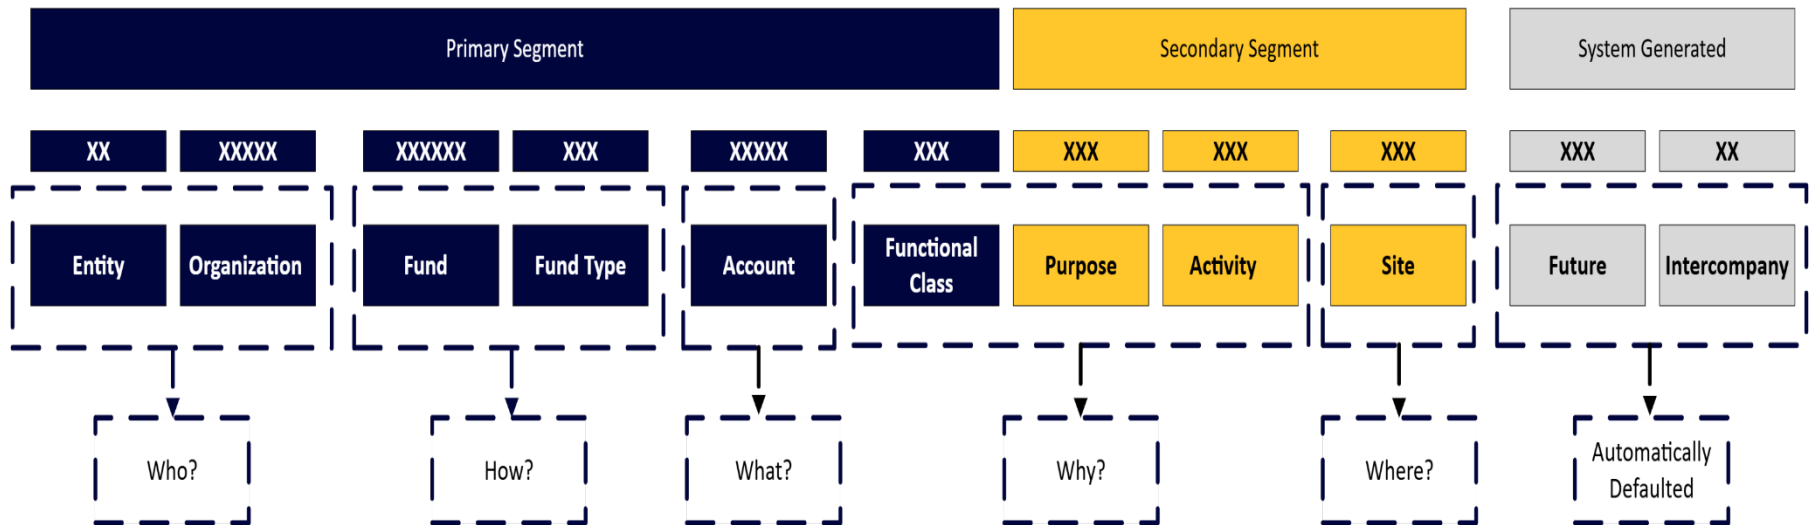 Primary Segment
Secondary Segment
System Generated
XX
XXXXX
XXXXXX
XXX
XXXXX
XXX
XXX
XXX
XXX
XXX
XX
Entity
Organization
Fund
Fund Type
Account
Functional
Class
Purpose
Activity
Site
Future
Intercompany
Who?
How?
What?
Why?
Where?
Automatically
Defaulted